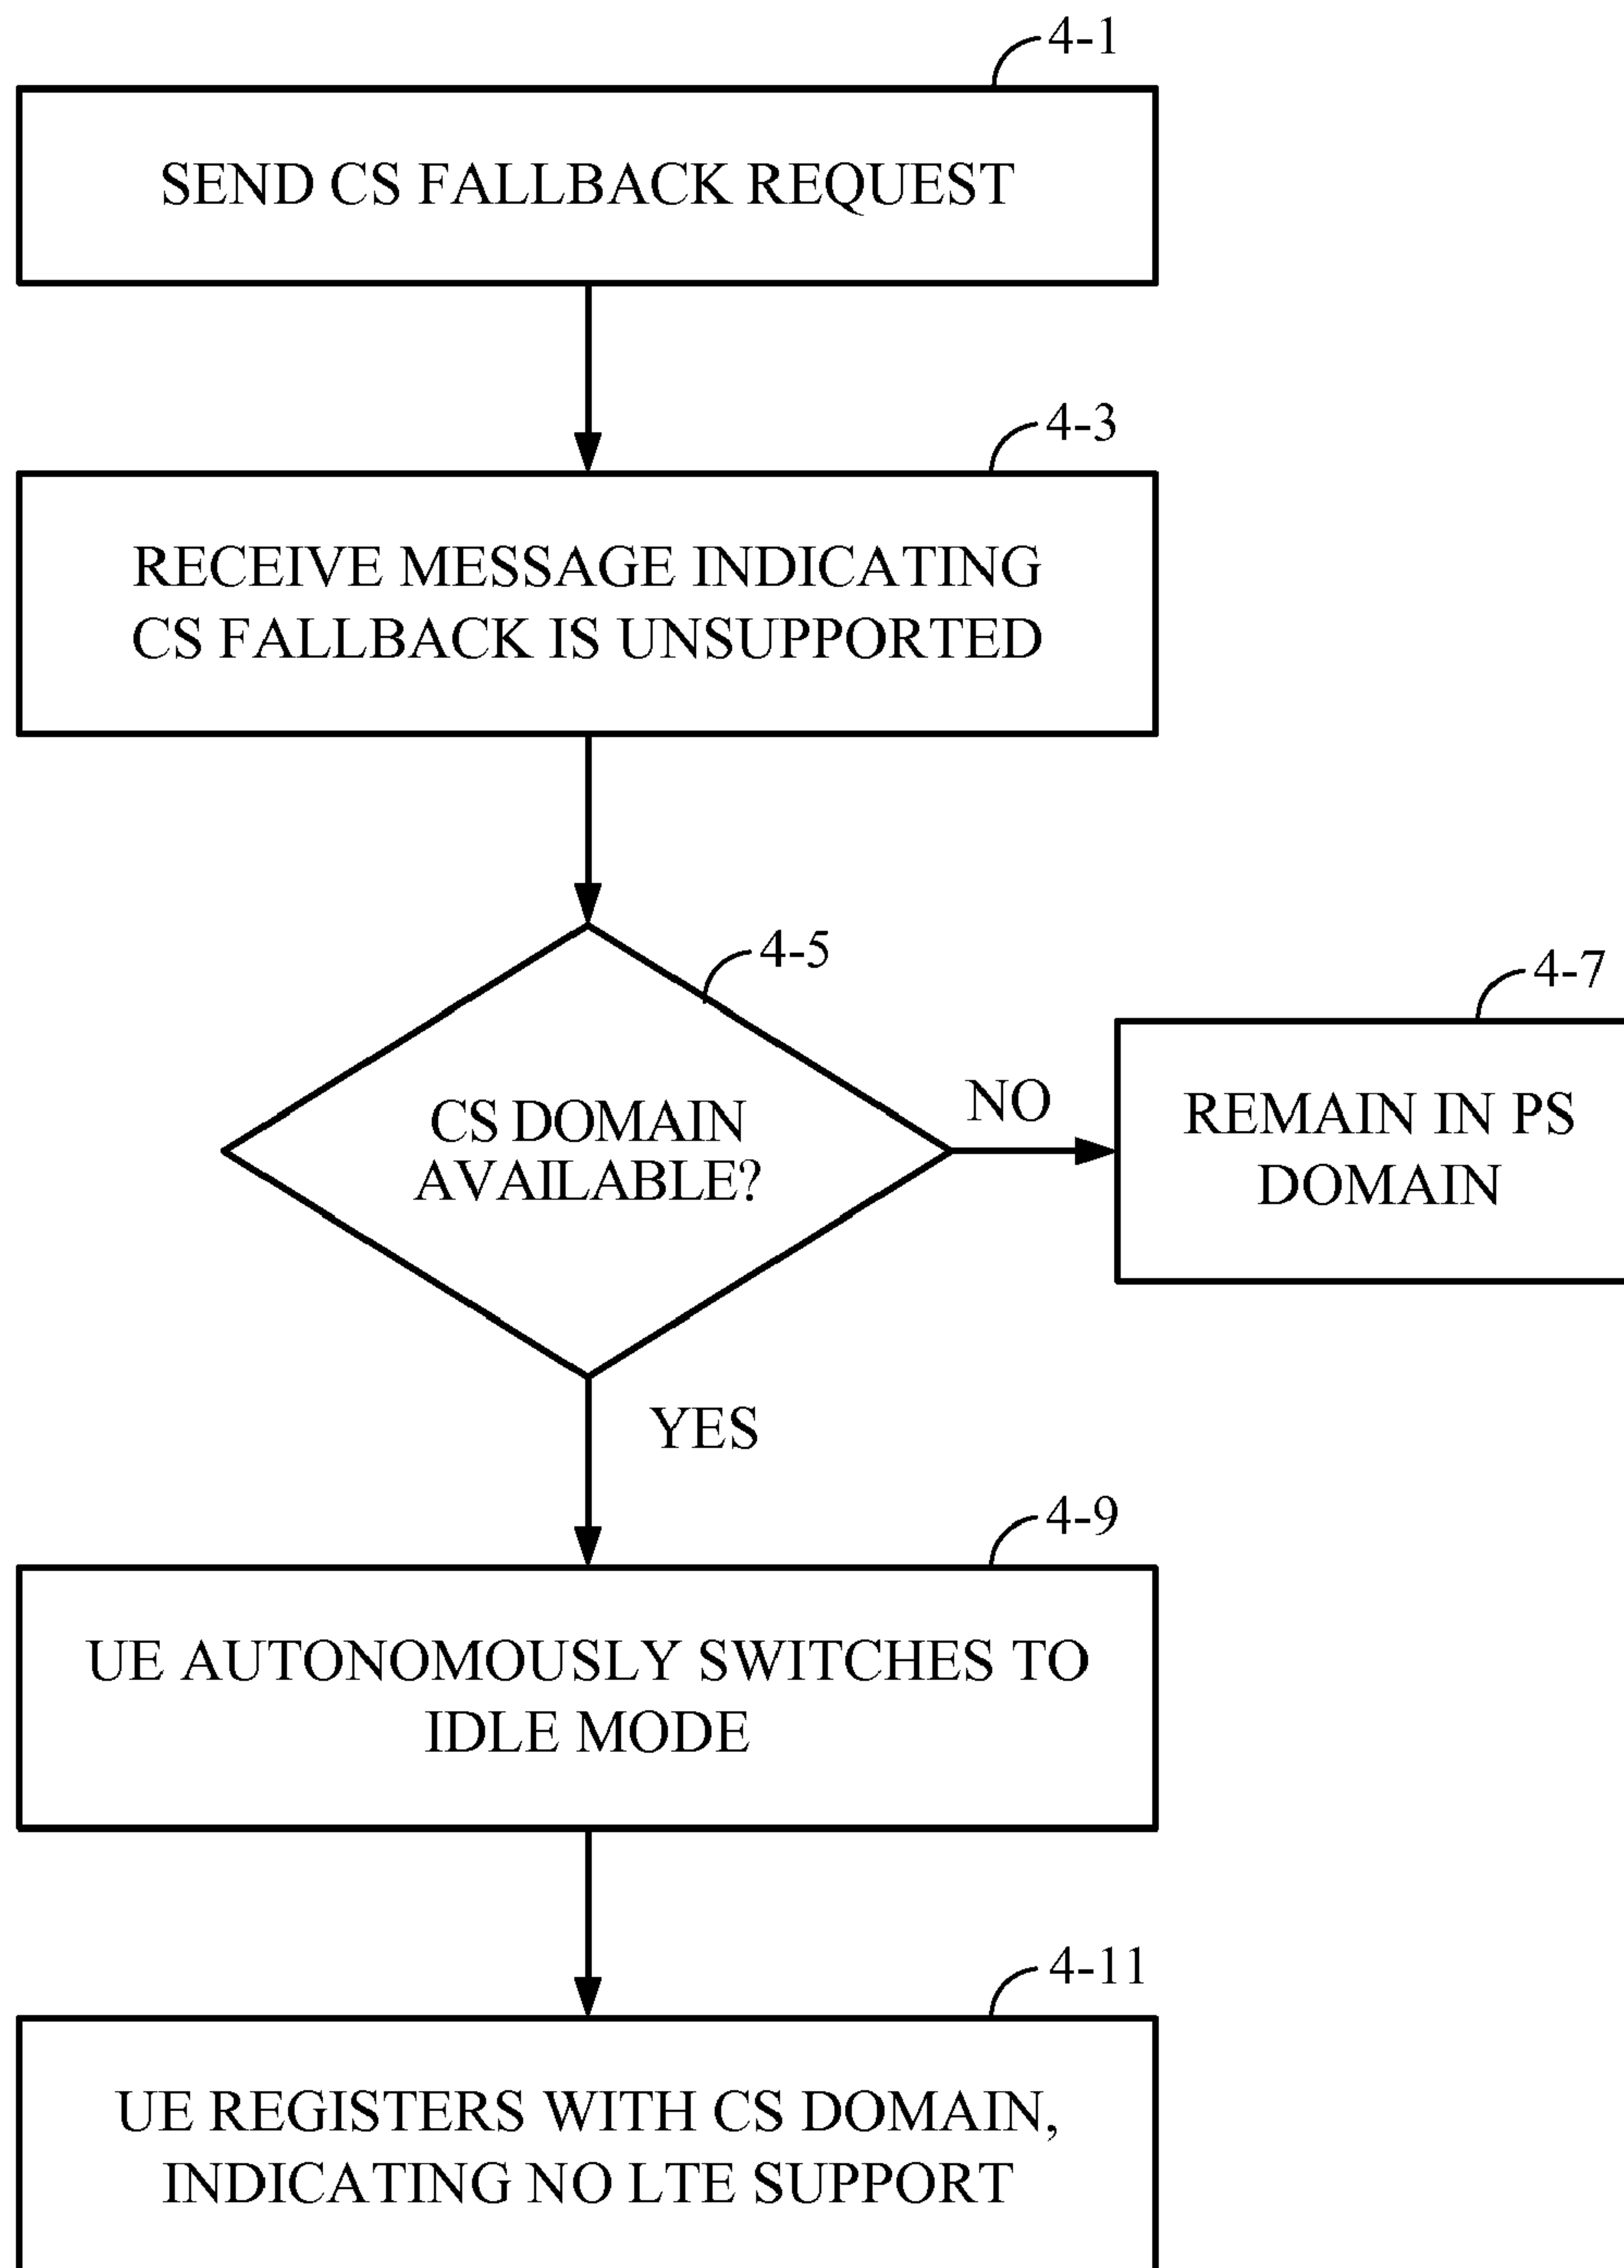 4-1
SEND CS FALLBACK REQUEST
4-3
RECEIVE MESSAGE INDICATING
CS FALLBACK IS UNSUPPORTED
4-5
CS DOMAIN
AVAILABLE?
NO
4-7
REMAIN IN PS
DOMAIN
YES
4-9
UE AUTONOMOUSLY SWITCHES TO
IDLE MODE
4-11
UE REGISTERS WITH CS DOMAIN,
INDICATING NO LTE SUPPORT